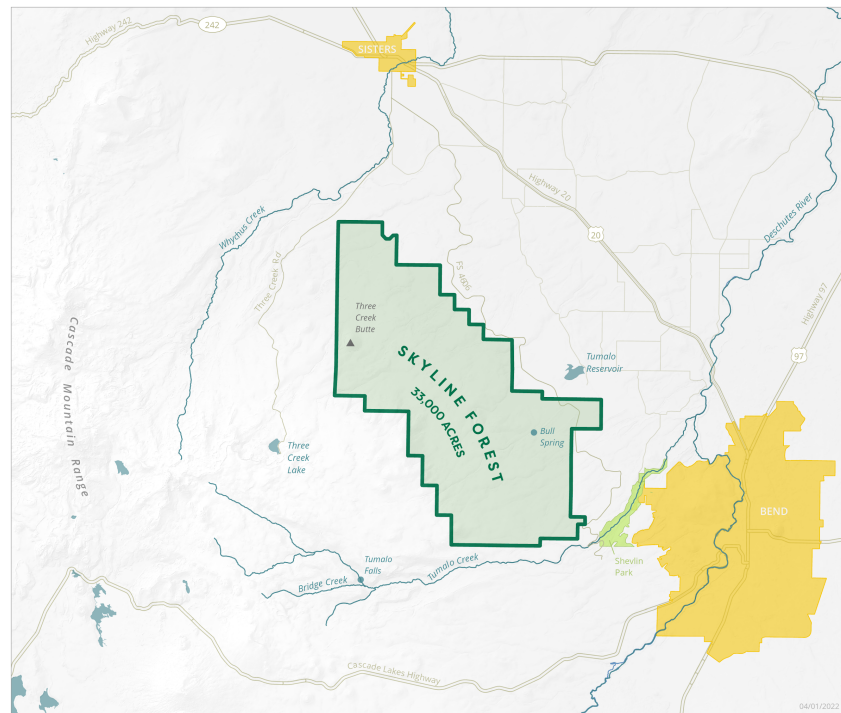 Highway 242
242
SISTERS
Highway 20
20
Deschutes River
Whychus Creek
Three Creek Rd
FS 4606
Highway 97
97
Three
Creek
Butte
Cascade Mountain Range
SKYLINE FOREST
33,000 ACRES
Tumalo
Reservoir
Bull
Spring
Three
Creek
Lake
BEND
Tumalo
Falls
Tumalo Creek
Bridge Creek
Shevlin
Park
Cascade Lakes Highway
04/01/2022